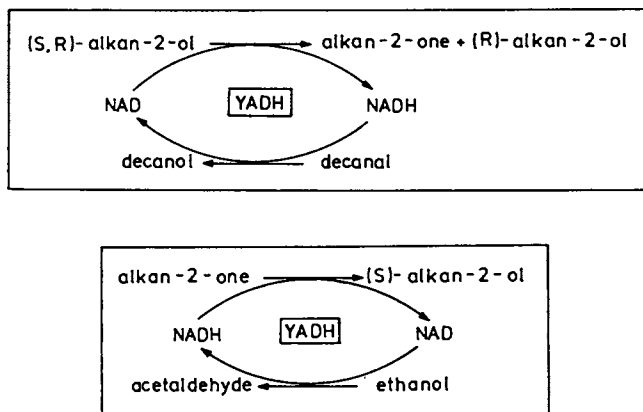 (S,R)-alkan-2-ol alkan-2-one + (R)-alkan-2-ol
NAD YADH NADH
decanol decanal
alkan-2-one (S)-alkan-2-ol
NADH YADH NAD
acetaldehyde ethanol